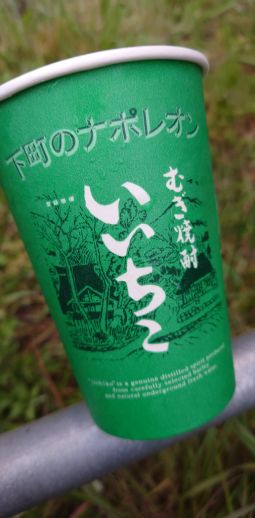 下町のナポレオン
むぎ焼酎
いいちこ
"iichiko" is a genuine distilled spirit produced
from carefully selected barley
and natural underground fresh water.